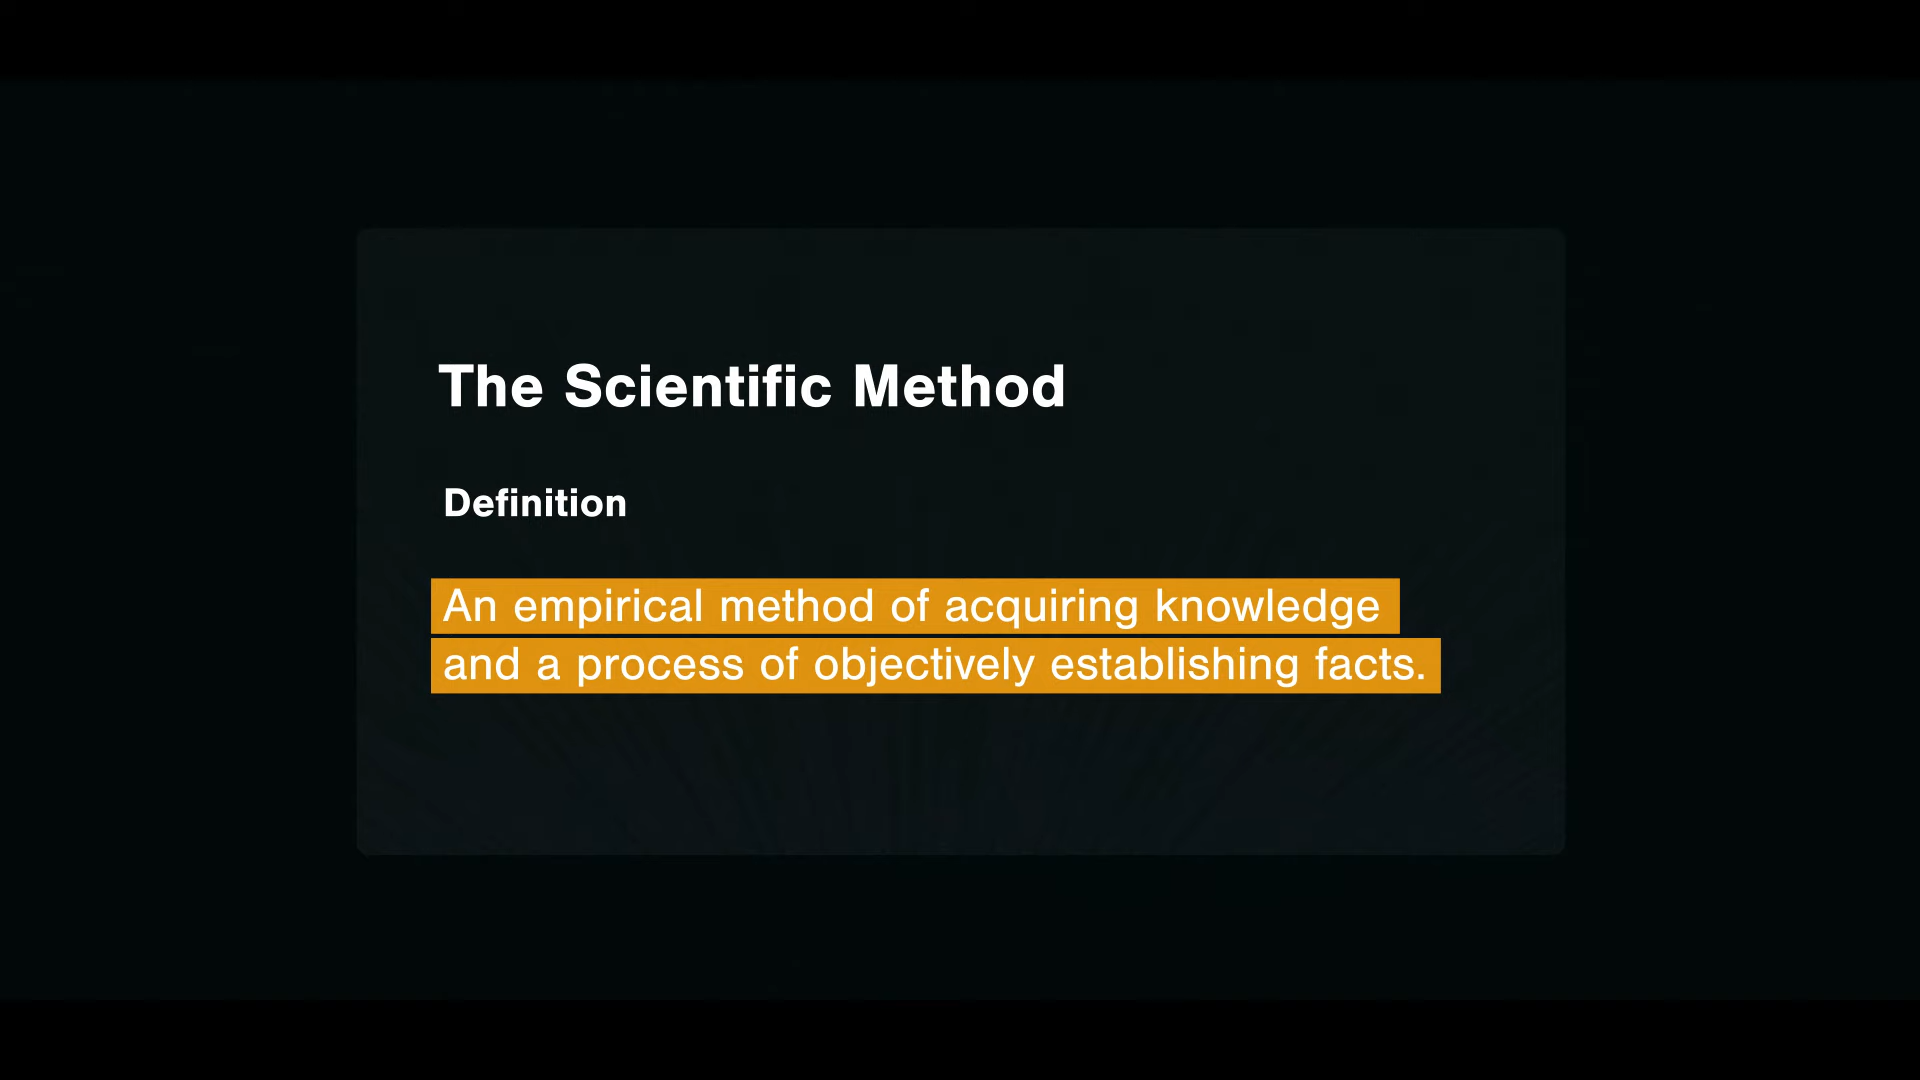 The Scientific Method
Definition
An empirical method of acquiring knowledge
and a process of objectively establishing facts.